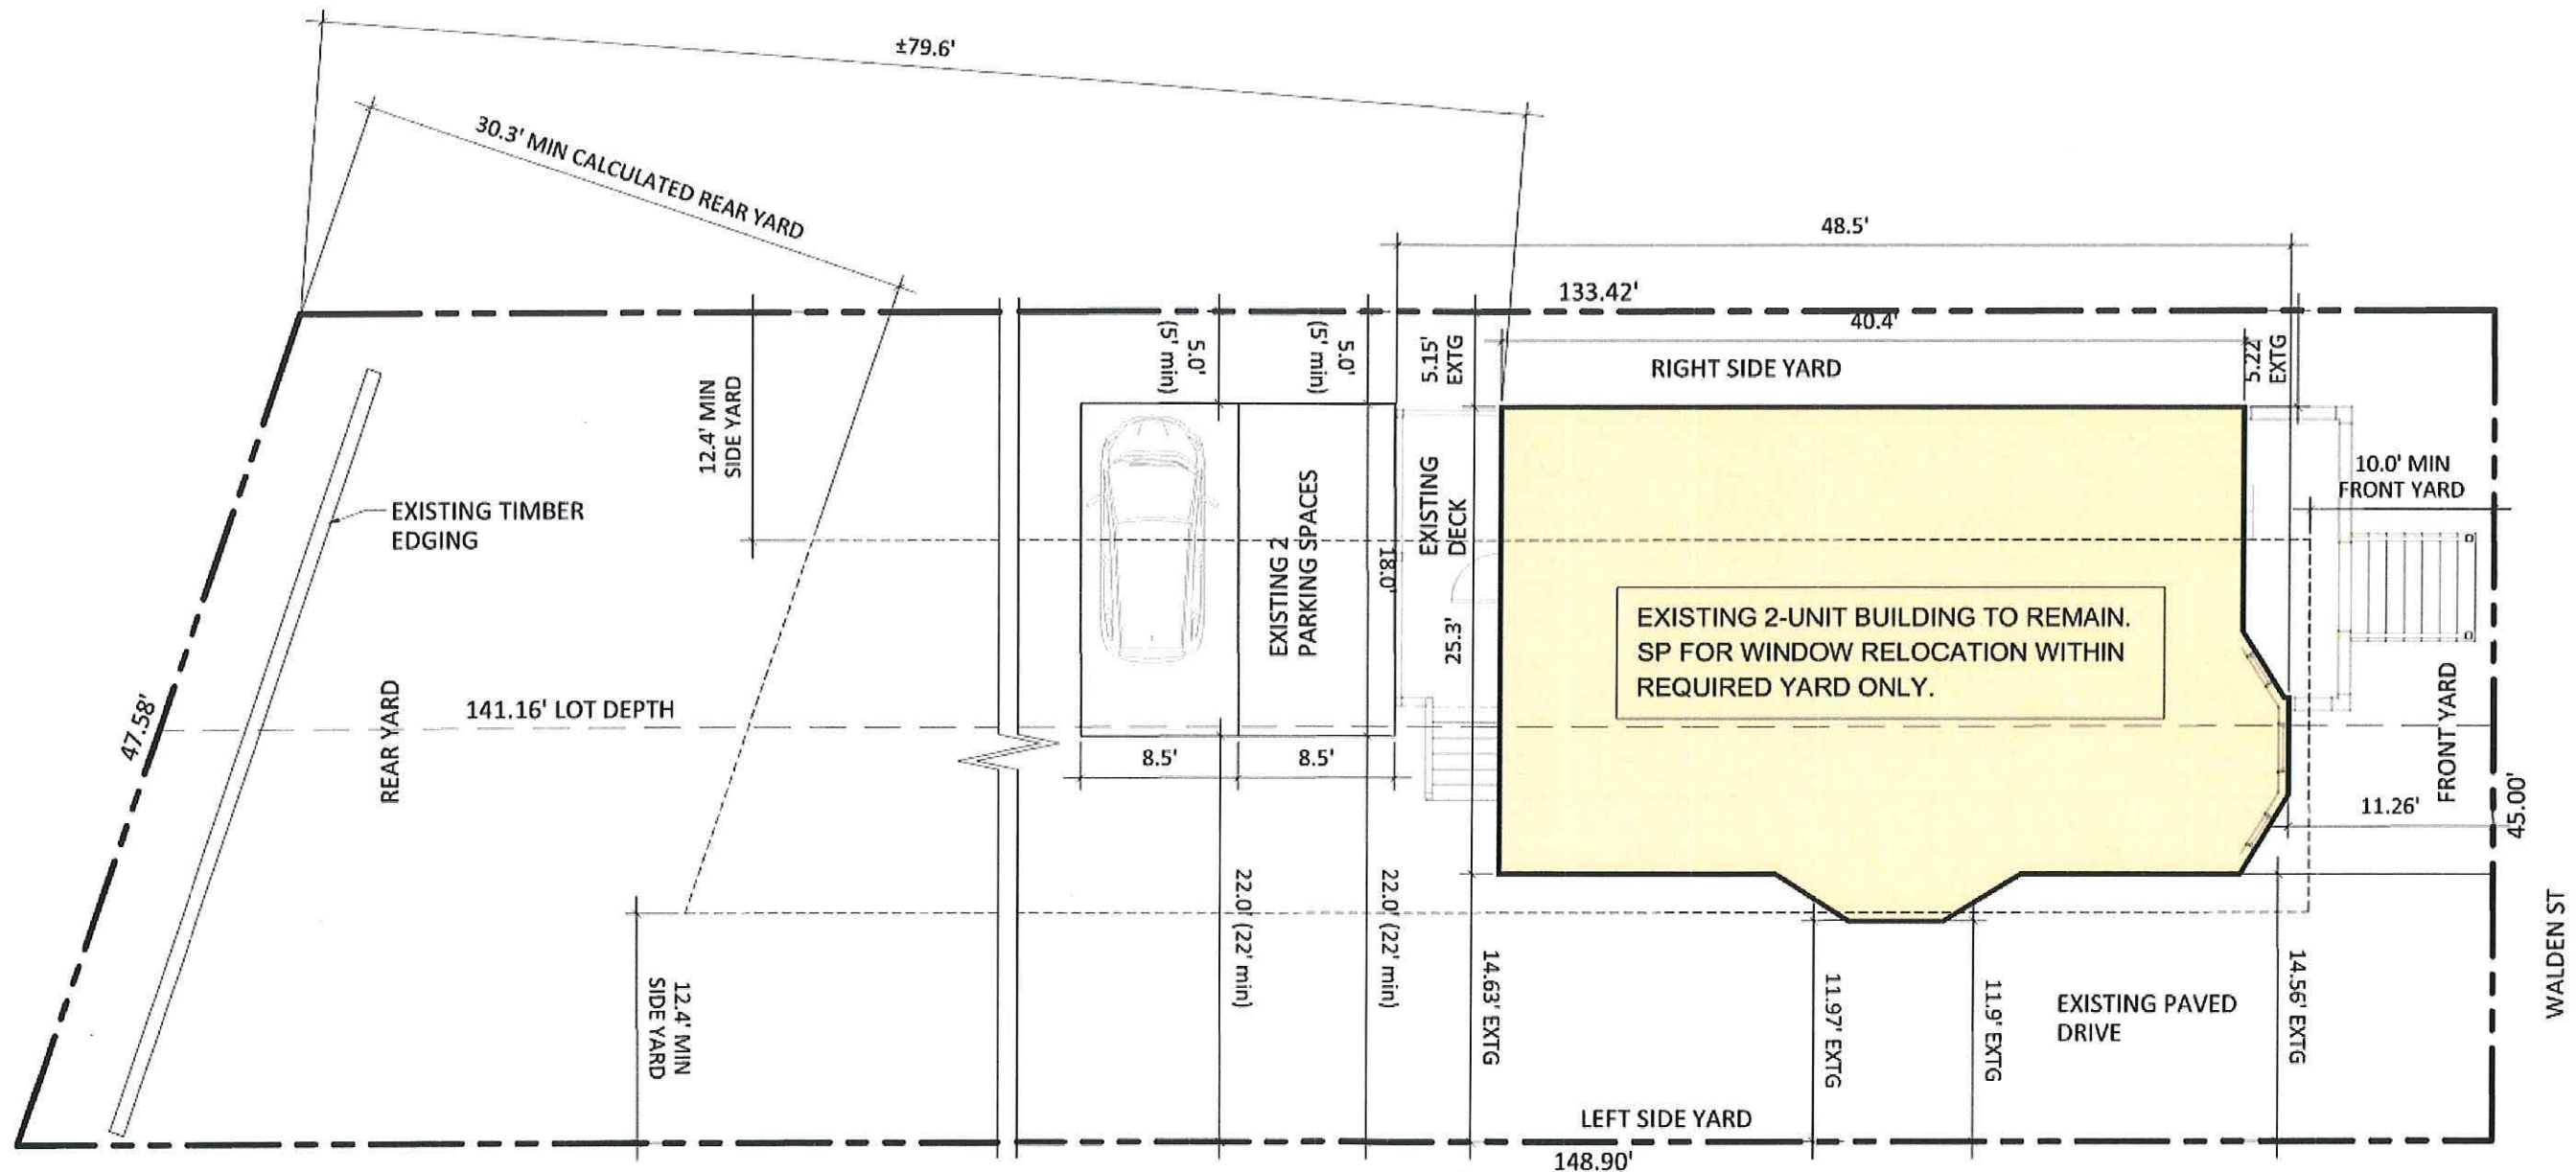 ±79.6'
30.3' MIN CALCULATED REAR YARD
48.5'
133.42'
40.4'
RIGHT SIDE YARD
5.0'
(5' min)
5.0'
(5' min)
5.15'
EXTG
5.22'
EXTG
12.4' MIN
SIDE YARD
EXISTING TIMBER
EDGING
EXISTING 2
PARKING SPACES
18.0'
EXISTING
DECK
25.3'
10.0' MIN
FRONT YARD
EXISTING 2-UNIT BUILDING TO REMAIN.
SP FOR WINDOW RELOCATION WITHIN
REQUIRED YARD ONLY.
47.58'
REAR YARD
141.16' LOT DEPTH
8.5'
8.5'
FRONT YARD
11.26'
45.00'
WALDEN ST
12.4' MIN
SIDE YARD
22.0' (22' min)
22.0' (22' min)
14.63' EXTG
11.97' EXTG
11.9' EXTG
EXISTING PAVED
DRIVE
14.56' EXTG
LEFT SIDE YARD
148.90'